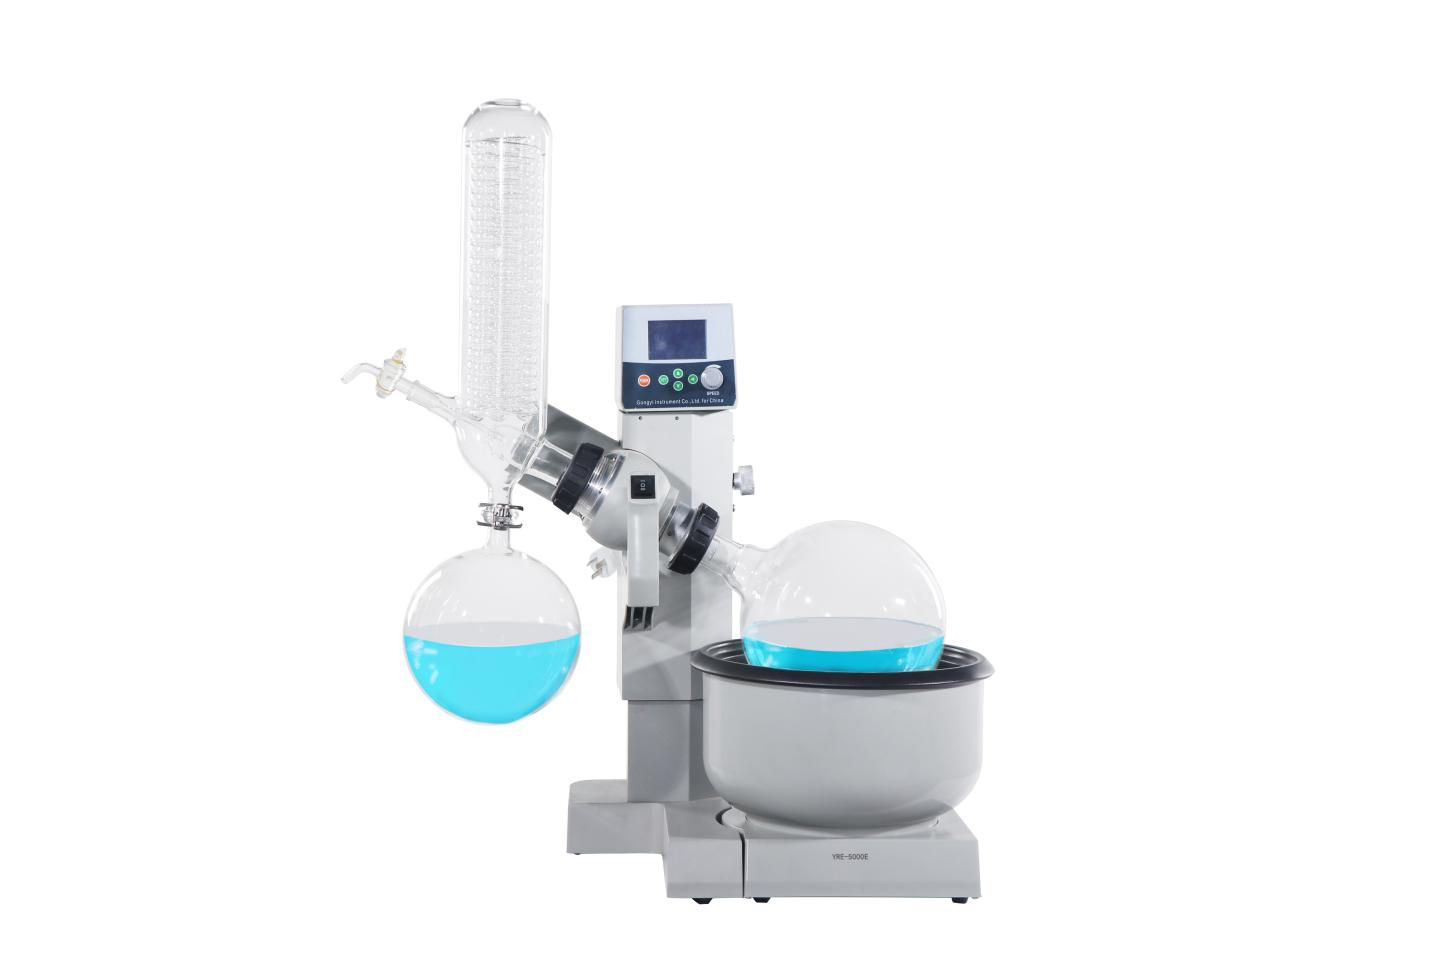 SPEED
Gongyi Instrument Co.,Ltd. for China
YRE-5000E